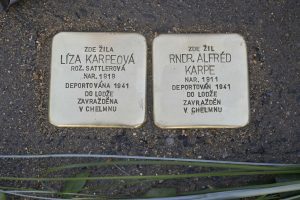 ZDE ŽILA
LÍZA KARPEOVÁ
ROZ. SATTLEROVÁ
NAR. 1919
DEPORTOVÁNA 1941
DO LODŽE
ZAVRAŽDĚNA
V CHELMNU
ZDE ŽIL
RNDR. ALFRÉD
KARPE
NAR. 1911
DEPORTOVÁN 1941
DO LODŽE
ZAVRAŽDĚN
V CHELMNU